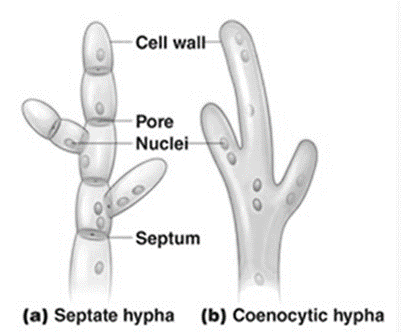 Cell wall
Pore
Nuclei
Septum
(a) Septate hypha (b) Coenocytic hypha